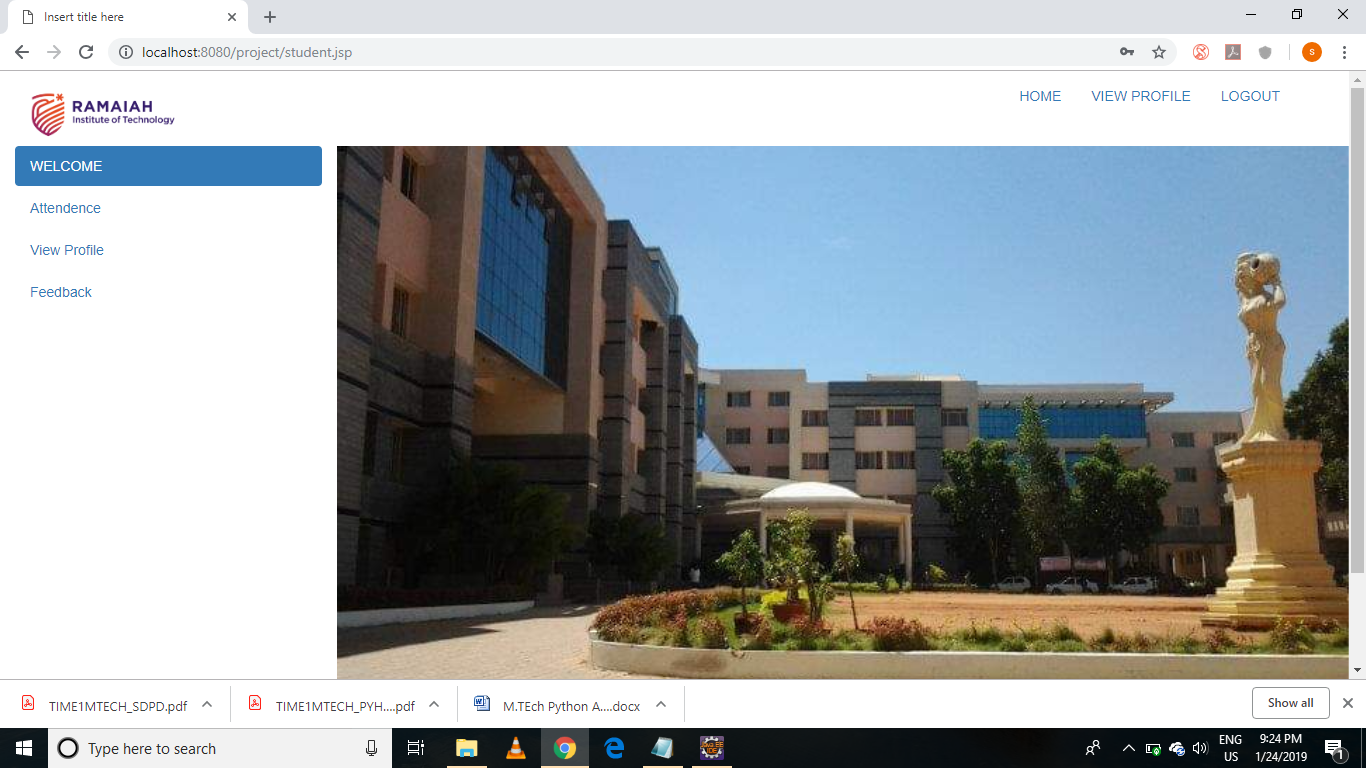 Insert title here
localhost:8080/project/student.jsp
S
RAMAIAH
Institute of Technology
HOME VIEW PROFILE LOGOUT
WELCOME
Attendence
View Profile
Feedback
TIME1MTECH_SDPD.pdf
TIME1MTECH_PYH....pdf
M.TEch Python A....docx
Show all
Type here to search
ENG
US
9:24 PM
1/24/2019
1